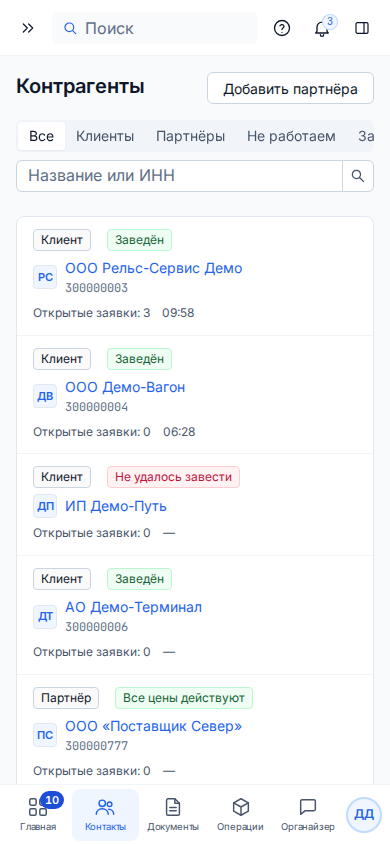 Поиск
3
Контрагенты
Добавить партнёра
Все Клиенты Партнёры Не работаем За
Название или ИНН
Клиент Заведён
РС ООО Рельс-Сервис Демо
300000003
Открытые заявки: 3 09:58
Клиент Заведён
ДВ ООО Демо-Вагон
300000004
Открытые заявки: 0 06:28
Клиент Не удалось завести
ДП ИП Демо-Путь
Открытые заявки: 0 —
Клиент Заведён
ДТ АО Демо-Терминал
300000006
Открытые заявки: 0 —
Партнёр Все цены действуют
ПС ООО «Поставщик Север»
300000777
Открытые заявки: 0 —
10
Главная Контакты Документы Операции Органайзер ДД